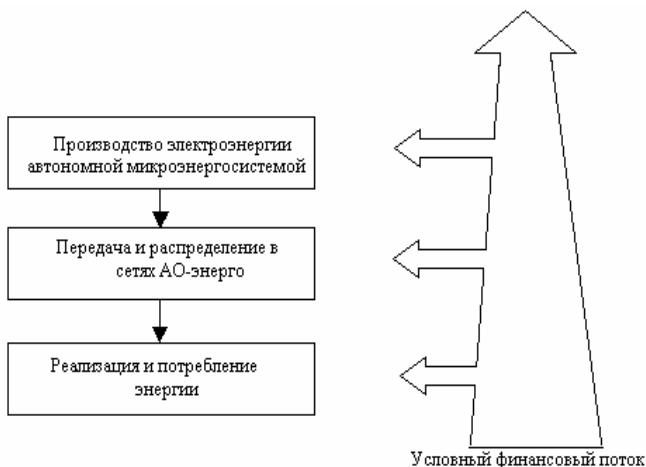 Производство электроэнергии
автономной микроэнергосистемой
Передача и распределение в
сетях АО-энерго
Реализация и потребление
энергии
Условный финансовый поток